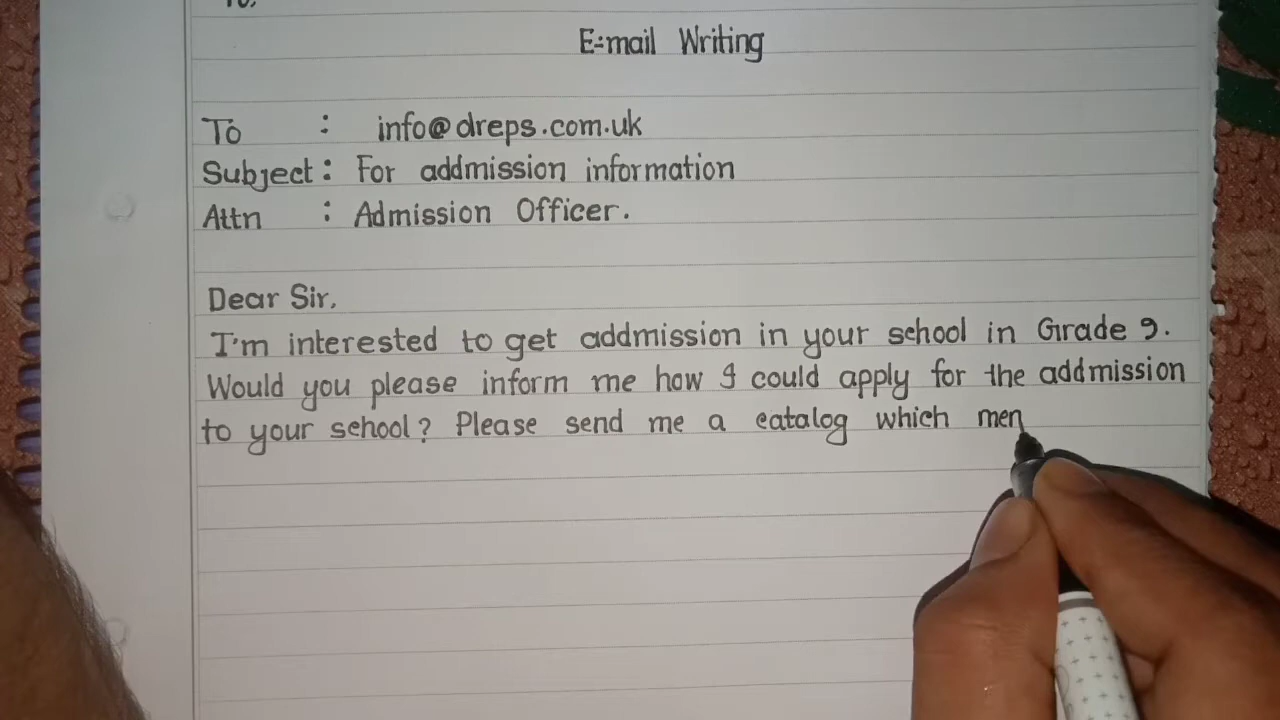 E-mail Writing
To : info@dreps.com.uk
Subject : For addmission information
Attn : Admission Officer.
Dear Sir,
I'm interested to get addmission in your school in Grade 9.
Would you please inform me how I could apply for the addmission
to your school? Please send me a catalog which men